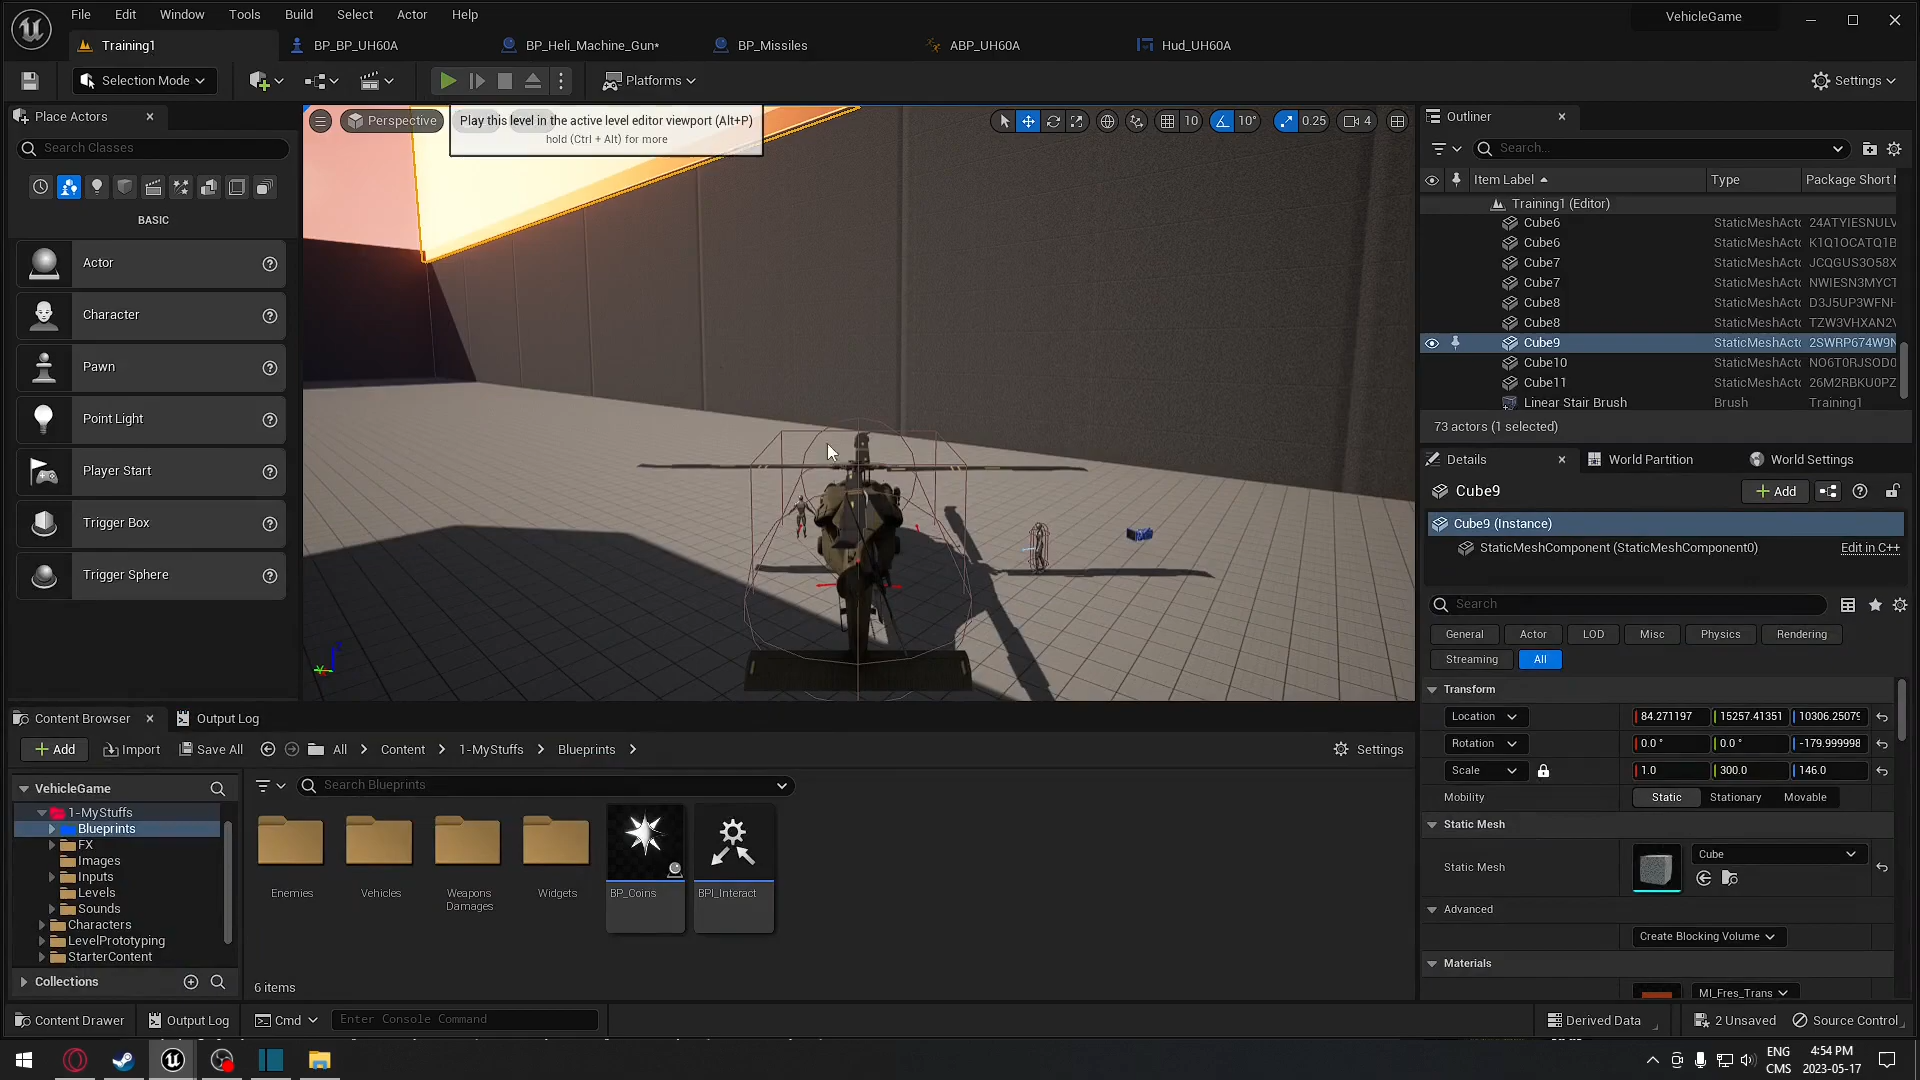 File Edit Window Tools Build Select Actor Help
VehicleGame
Training1
BP_BP_UH60A
BP_Heli_Machine_Gun*
BP_Missiles
ABP_UH60A
Hud_UH60A
Selection Mode
Platforms
Settings
Place Actors
Search Classes
BASIC
Actor
Character
Pawn
Point Light
Player Start
Trigger Box
Trigger Sphere
Perspective
Play this level in the active level editor viewport (Alt+P)
hold (Ctrl + Alt) for more
10
10°
0.25
4
Outliner
Search...
Item Label Type Package Short
Training1 (Editor)
Cube6 StaticMeshActo 24ATYIESNULV
Cube6 StaticMeshActo K1Q1OCATQ1B
Cube7 StaticMeshActo JCQGUS3O58X
Cube7 StaticMeshActo NWIESN3MYCT
Cube8 StaticMeshActo D3J5UP3WFNH
Cube8 StaticMeshActo TZW3VHXAN2V
Cube9 StaticMeshActo 2SWRP674W9N
Cube10 StaticMeshActo NO6T0RJSOD0
Cube11 StaticMeshActo 26M2RBKU0PZ
Linear Stair Brush Brush Training1
73 actors (1 selected)
Details
World Partition
World Settings
Cube9
Add
Cube9 (Instance)
StaticMeshComponent (StaticMeshComponent0) Edit in C++
Search
General Actor LOD Misc Physics Rendering
Streaming All
Transform
Location 84.271197 15257.41351 10306.25079
Rotation 0.0 ° 0.0 ° -179.999998
Scale 1.0 300.0 146.0
Mobility Static Stationary Movable
Static Mesh
Static Mesh Cube
Advanced
Create Blocking Volume
Materials
MI_Fres_Trans
Content Browser
Output Log
Add Import Save All All Content 1-MyStuffs Blueprints Settings
VehicleGame
1-MyStuffs
Blueprints
FX
Images
Inputs
Levels
Sounds
Characters
LevelPrototyping
StarterContent
Collections
Search Blueprints
Enemies
Vehicles
Weapons
Damages
Widgets
BP_Coins
BPI_Interact
6 items
Content Drawer Output Log Cmd Enter Console Command
Derived Data 2 Unsaved Source Control
ENG
CMS
4:54 PM
2023-05-17